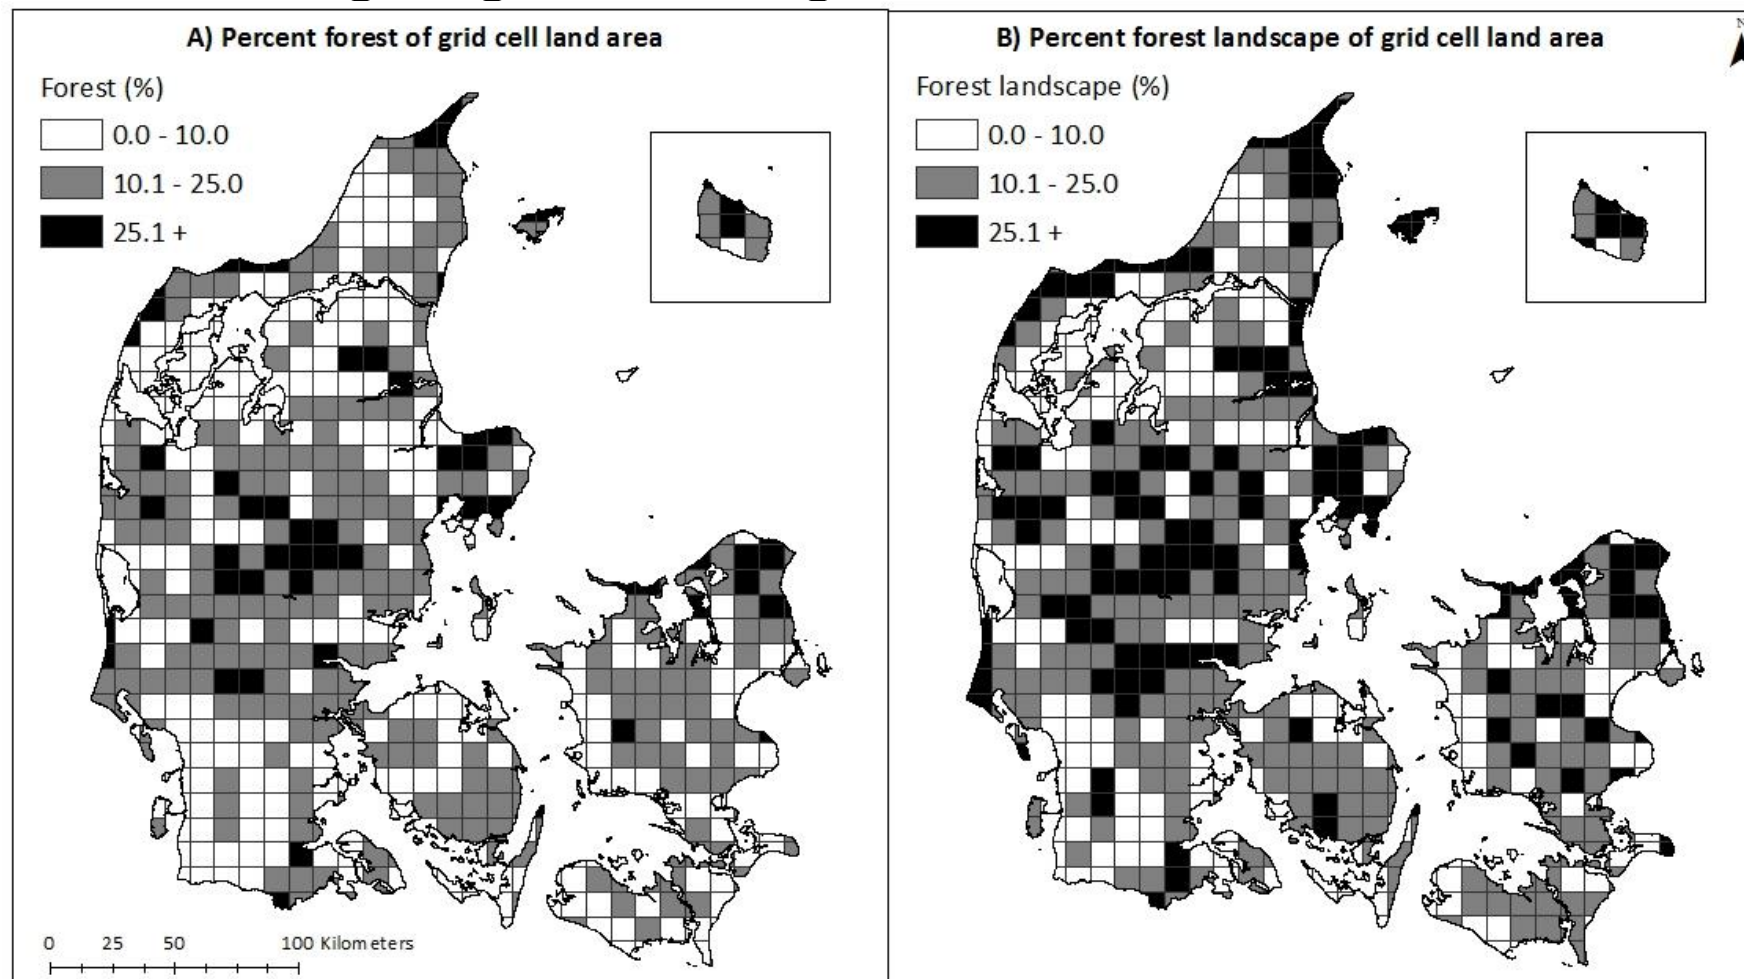 A) Percent forest of grid cell land area
Forest (%)
0.0 - 10.0
10.1 - 25.0
25.1 +
0 25 50 100 Kilometers
B) Percent forest landscape of grid cell land area
Forest landscape (%)
0.0 - 10.0
10.1 - 25.0
25.1 +
N